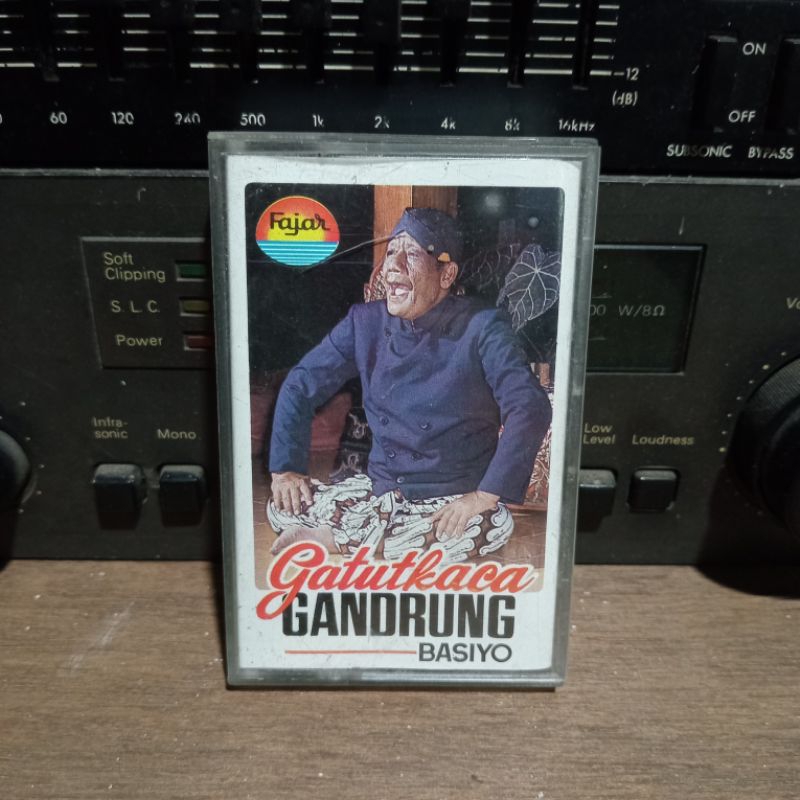 -12
(dB)
ON
OFF
60 120 240 500 1k 2k 4k 8k 16kHz
SUBSONIC BYPASS
Fajar
Soft
Clipping
S. L. C.
Power
00 W/8Ω
Infra-
sonic
Mono
Low
Level
Loudness
Gatutkaca
GANDRUNG
BASIYO